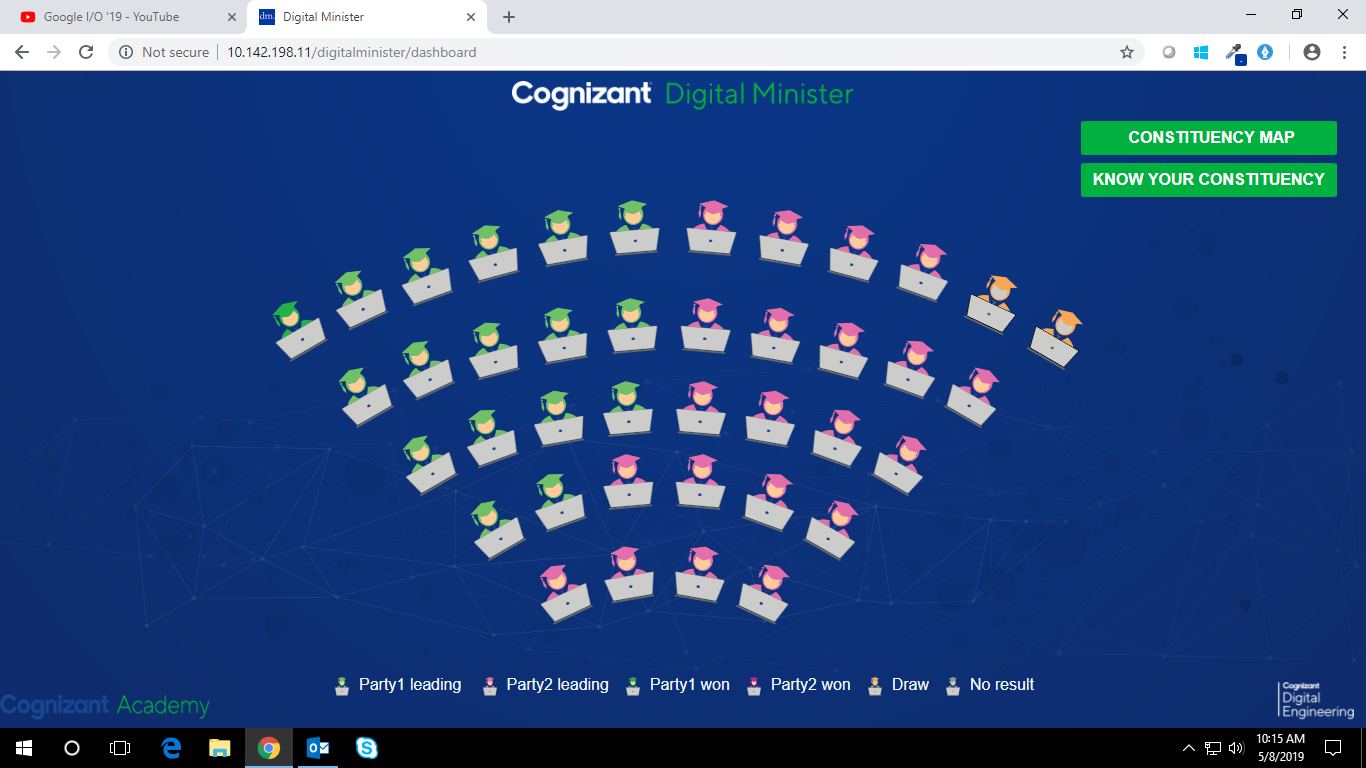 Google I/O '19 - YouTube
dm.
Digital Minister
Not secure
10.142.198.11/digitalminister/dashboard
Cognizant Digital Minister
CONSTITUENCY MAP
KNOW YOUR CONSTITUENCY
Party1 leading
Party2 leading
Party1 won
Party2 won
Draw
No result
Cognizant Academy
Cognizant
Digital
Engineering
10:15 AM
5/8/2019